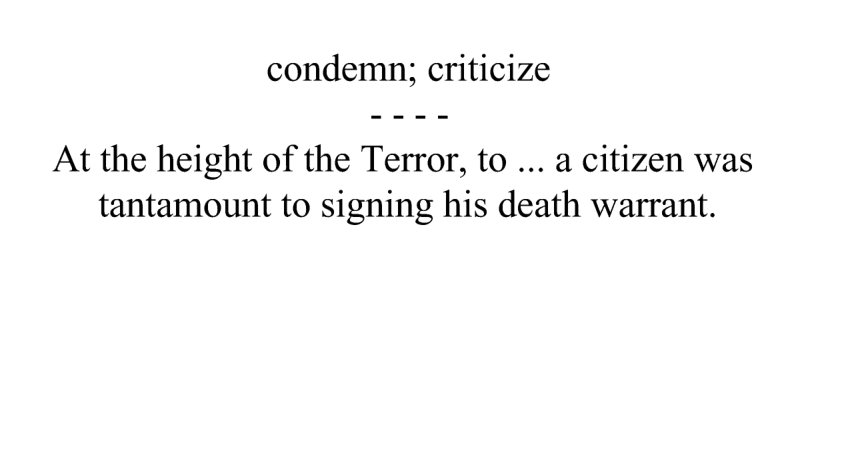 condemn; criticize
- - - -
At the height of the Terror, to ... a citizen was
tantamount to signing his death warrant.